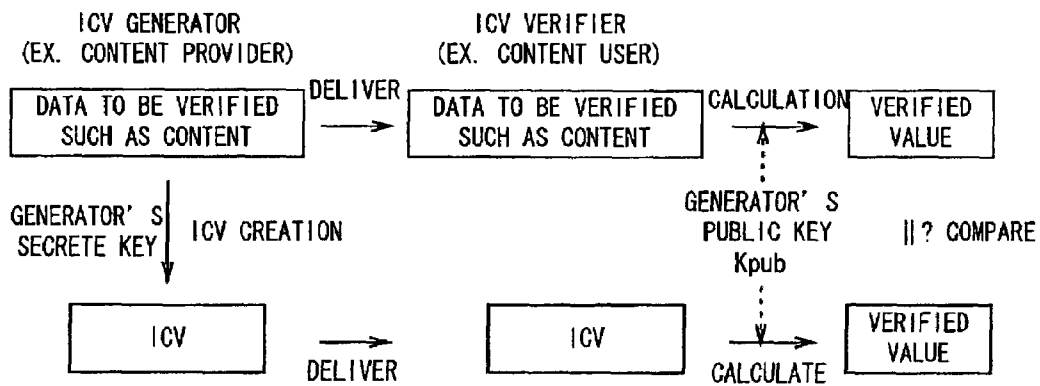 ICV GENERATOR
(EX. CONTENT PROVIDER)
ICV VERIFIER
(EX. CONTENT USER)
DATA TO BE VERIFIED
SUCH AS CONTENT
DELIVER
DATA TO BE VERIFIED
SUCH AS CONTENT
CALCULATION
VERIFIED
VALUE
GENERATOR' S
SECRETE KEY
ICV CREATION
GENERATOR' S
PUBLIC KEY
Kpub
||? COMPARE
ICV
DELIVER
ICV
CALCULATE
VERIFIED
VALUE